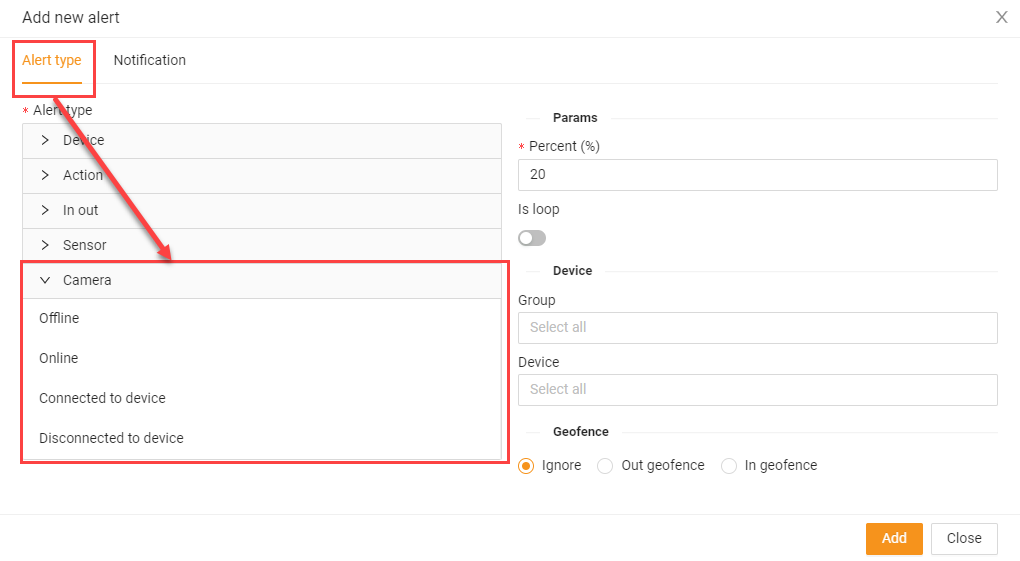 Add new alert
Alert type
Notification
* Alert type
Device
Action
In out
Sensor
Camera
Offline
Online
Connected to device
Disconnected to device
Params
* Percent (%)
20
Is loop
Device
Group
Select all
Device
Select all
Geofence
Ignore Out geofence In geofence
Add Close